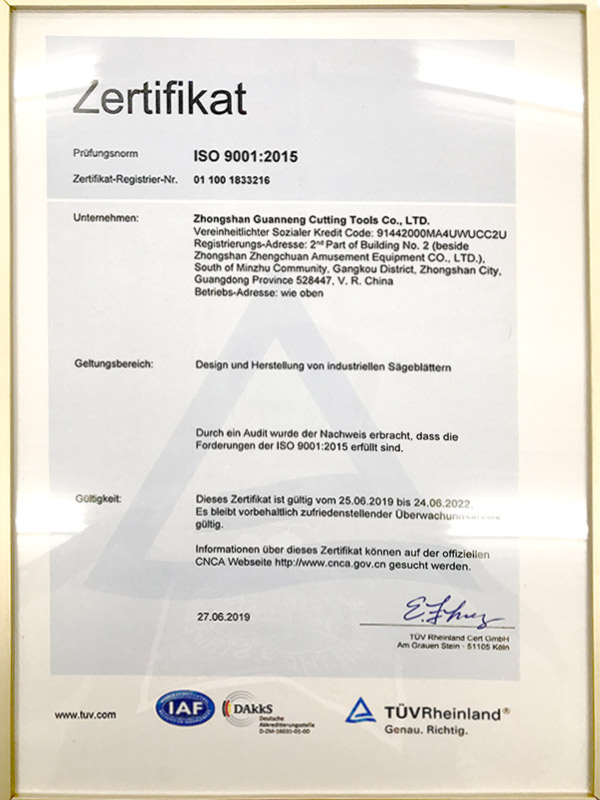 Zertifikat
Prüfungsnorm ISO 9001:2015
Zertifikat-Registrier-Nr. 01 100 1833216
Unternehmen: Zhongshan Guanneng Cutting Tools Co., LTD.
Vereinheitlichter Sozialer Kredit Code: 91442000MA4UWUCC2U
Registrierungs-Adresse: 2nd Part of Building No. 2 (beside
Zhongshan Zhengchuan Amusement Equipment CO., LTD.),
South of Minzhu Community, Gangkou District, Zhongshan City,
Guangdong Province 528447, V. R. China
Betriebs-Adresse: wie oben
Geltungsbereich: Design und Herstellung von industriellen Sägeblättern
Durch ein Audit wurde der Nachweis erbracht, dass die
Forderungen der ISO 9001:2015 erfüllt sind.
Gültigkeit: Dieses Zertifikat ist gültig vom 25.06.2019 bis 24.06.2022.
Es bleibt vorbehaltlich zufriedenstellender
gültig.
Informationen über dieses Zertifikat können auf der offiziellen
CNCA Webseite http://www.cnca.gov.cn gesucht werden.
27.06.2019
TÜV Rheinland Cert GmbH
Am Grauen Stein · 51105 Köln
www.tuv.com
IAF
DAkkS
Deutsche
Akkreditierungsstelle
D-ZM-16031-01-00
TÜVRheinland®
Genau. Richtig.